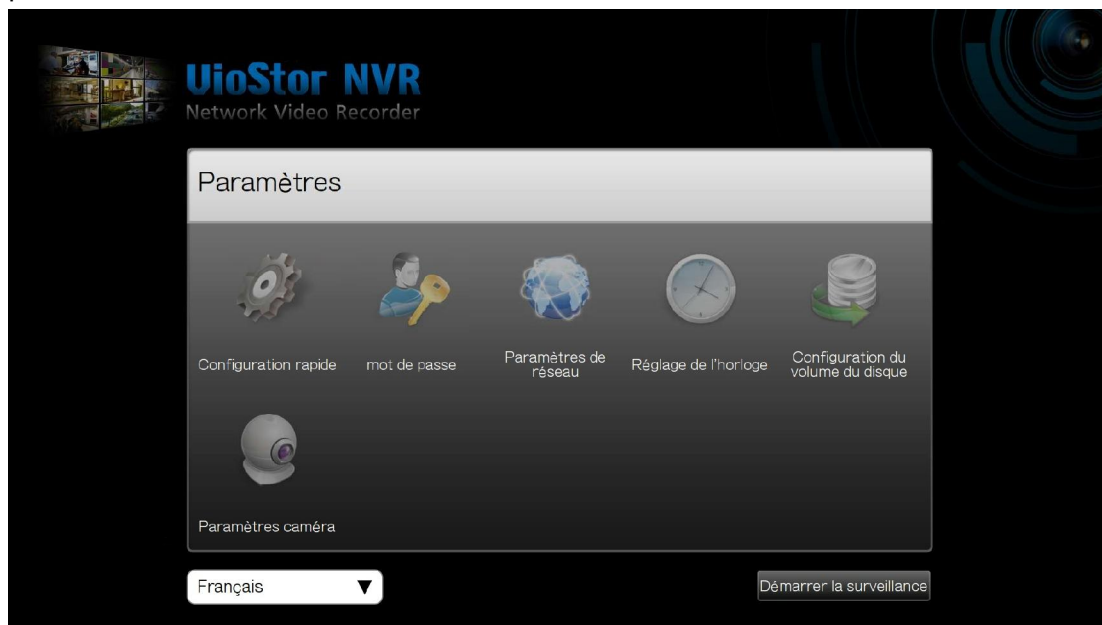 VioStor NVR
Network Video Recorder
Paramètres
Configuration rapide
mot de passe
Paramètres de
réseau
Réglage de l'horloge
Configuration du
volume du disque
Paramètres caméra
Français
Démarrer la surveillance